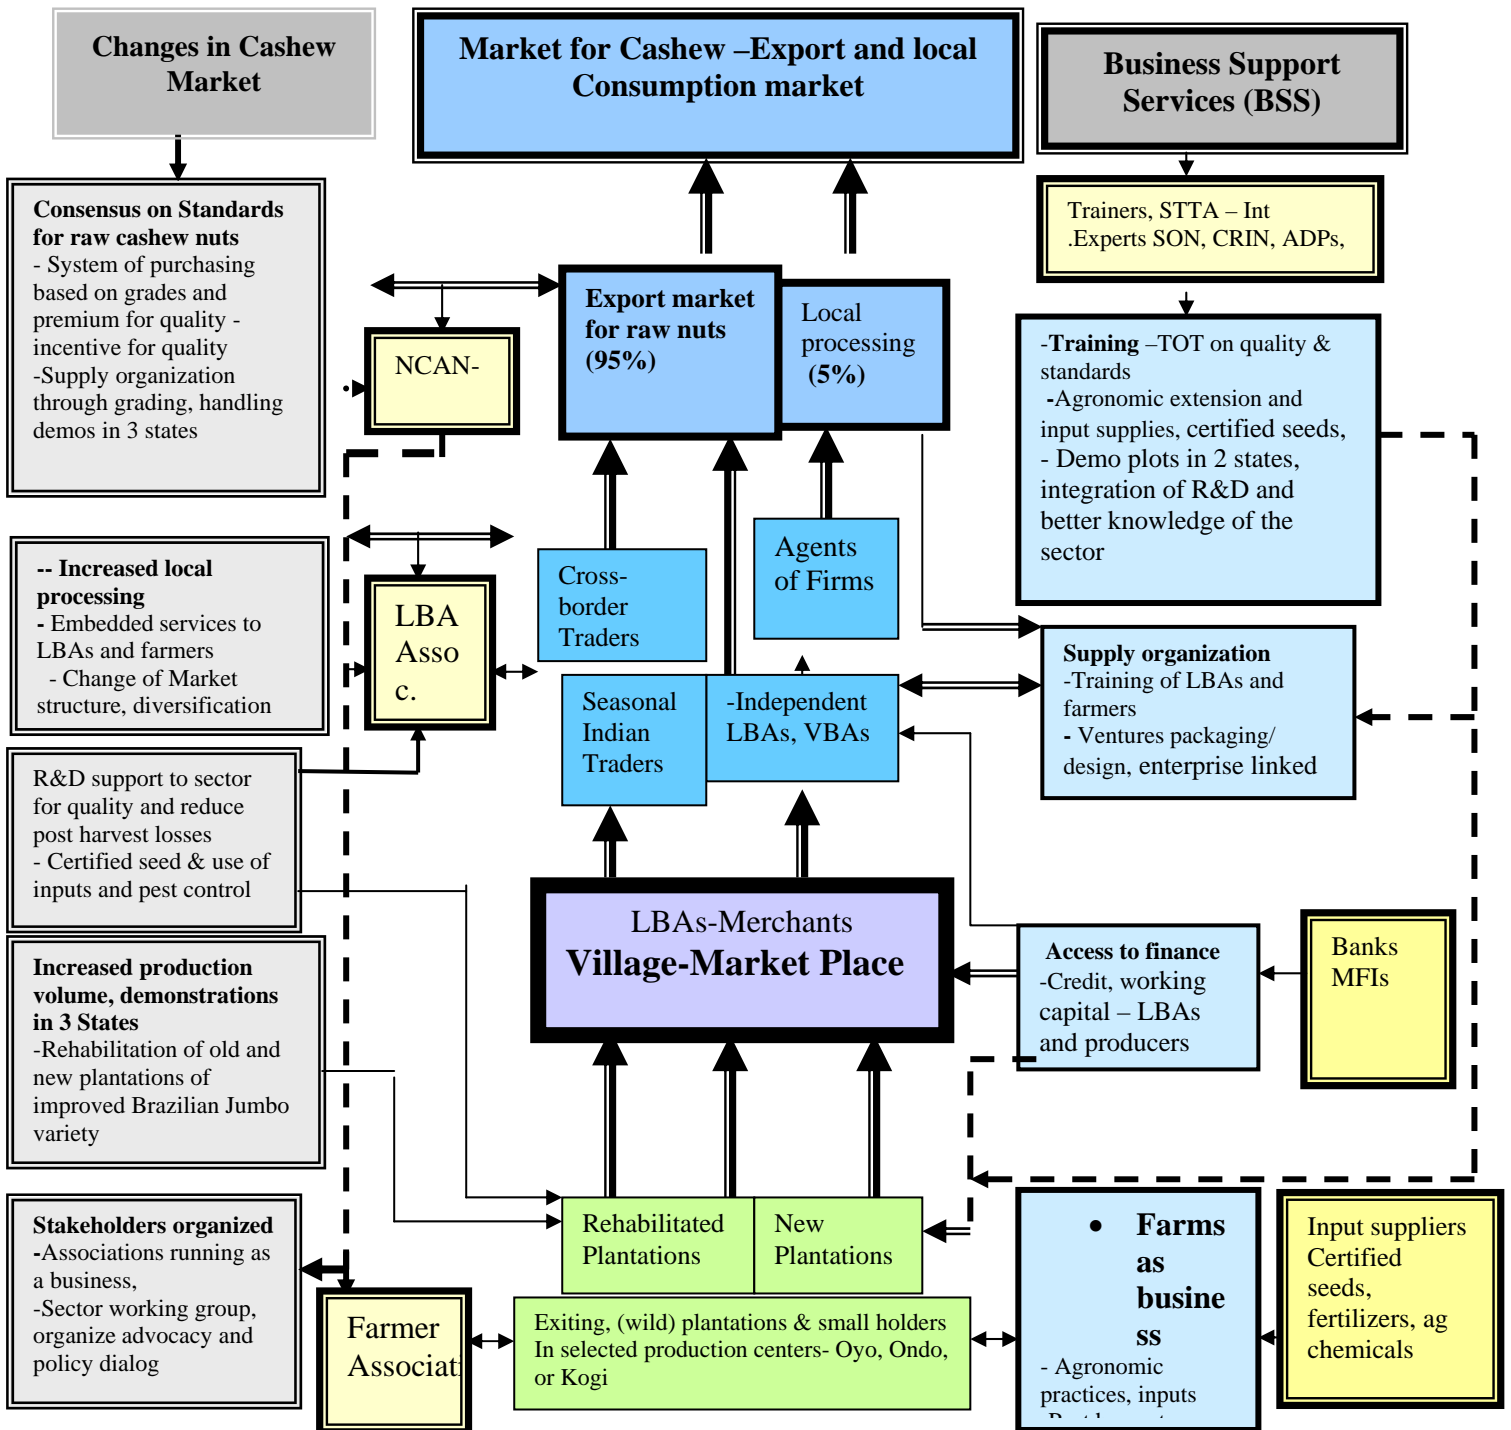 Changes in Cashew
Market
Market for Cashew –Export and local
Consumption market
Business Support
Services (BSS)
Consensus on Standards
for raw cashew nuts
- System of purchasing
based on grades and
premium for quality -
incentive for quality
-Supply organization
through grading, handling
demos in 3 states
Trainers, STTA – Int
.Experts SON, CRIN, ADPs,
NCAN-
Export market
for raw nuts
(95%)
Local
processing
(5%)
-Training –TOT on quality &
standards
-Agronomic extension and
input supplies, certified seeds,
- Demo plots in 2 states,
integration of R&D and
better knowledge of the
sector
-- Increased local
processing
- Embedded services to
LBAs and farmers
- Change of Market
structure, diversification
LBA
Asso
c.
Cross-
border
Traders
Agents
of Firms
Seasonal
Indian
Traders
-Independent
LBAs, VBAs
Supply organization
-Training of LBAs and
farmers
- Ventures packaging/
design, enterprise linked
R&D support to sector
for quality and reduce
post harvest losses
- Certified seed & use of
inputs and pest control
LBAs-Merchants
Village-Market Place
Access to finance
-Credit, working
capital – LBAs
and producers
Banks
MFIs
Increased production
volume, demonstrations
in 3 States
-Rehabilitation of old and
new plantations of
improved Brazilian Jumbo
variety
Stakeholders organized
-Associations running as
a business,
-Sector working group,
organize advocacy and
policy dialog
Farmer
Associati
Rehabilitated
Plantations
New
Plantations
Exiting, (wild) plantations & small holders
In selected production centers- Oyo, Ondo,
or Kogi
• Farms
as
busine
ss
- Agronomic
practices, inputs
Input suppliers
Certified
seeds,
fertilizers, ag
chemicals